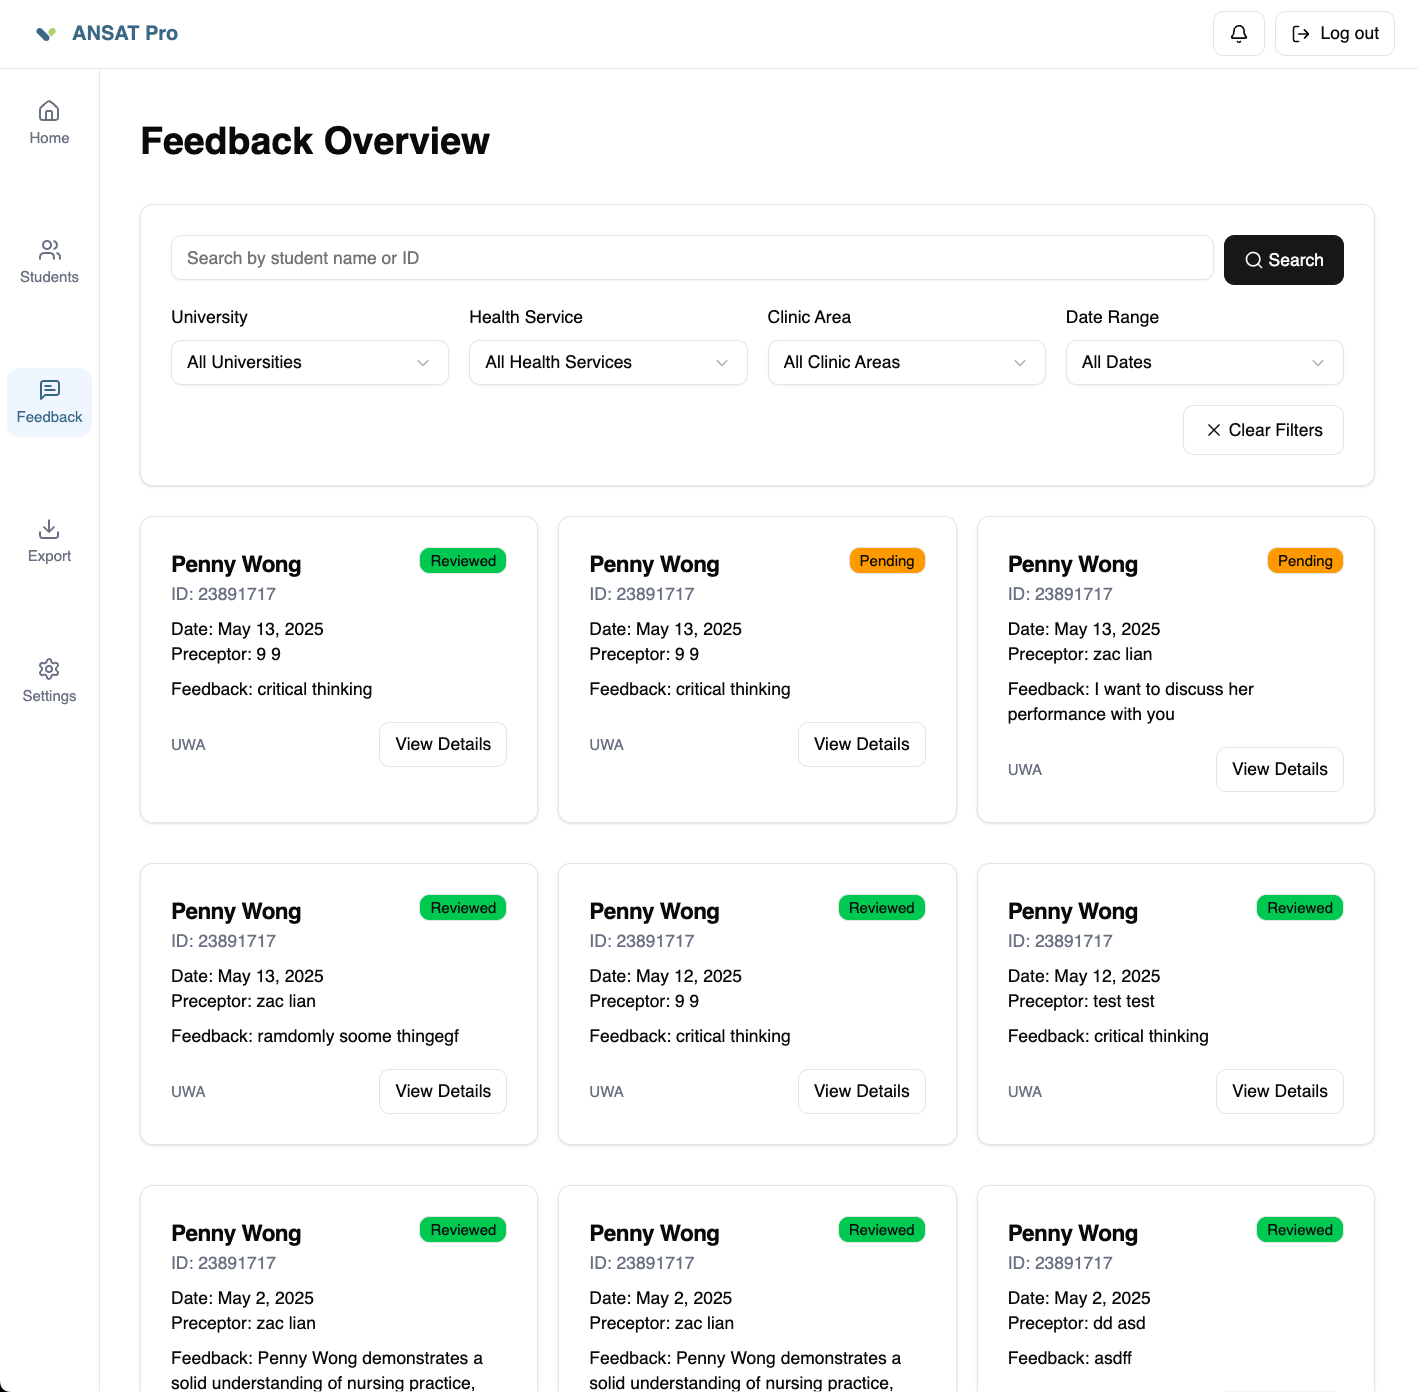 ANSAT Pro
Log out
Home
Students
Feedback
Export
Settings
Feedback Overview
Search by student name or ID
Search
University
Health Service
Clinic Area
Date Range
All Universities
All Health Services
All Clinic Areas
All Dates
Clear Filters
Penny Wong
Reviewed
ID: 23891717
Date: May 13, 2025
Preceptor: 9 9
Feedback: critical thinking
UWA
View Details
Penny Wong
Pending
ID: 23891717
Date: May 13, 2025
Preceptor: 9 9
Feedback: critical thinking
UWA
View Details
Penny Wong
Pending
ID: 23891717
Date: May 13, 2025
Preceptor: zac lian
Feedback: I want to discuss her
performance with you
UWA
View Details
Penny Wong
Reviewed
ID: 23891717
Date: May 13, 2025
Preceptor: zac lian
Feedback: ramdomly soome thingegf
UWA
View Details
Penny Wong
Reviewed
ID: 23891717
Date: May 12, 2025
Preceptor: 9 9
Feedback: critical thinking
UWA
View Details
Penny Wong
Reviewed
ID: 23891717
Date: May 12, 2025
Preceptor: test test
Feedback: critical thinking
UWA
View Details
Penny Wong
Reviewed
ID: 23891717
Date: May 2, 2025
Preceptor: zac lian
Feedback: Penny Wong demonstrates a
solid understanding of nursing practice,
Penny Wong
Reviewed
ID: 23891717
Date: May 2, 2025
Preceptor: zac lian
Feedback: Penny Wong demonstrates a
solid understanding of nursing practice,
Penny Wong
Reviewed
ID: 23891717
Date: May 2, 2025
Preceptor: dd asd
Feedback: asdff